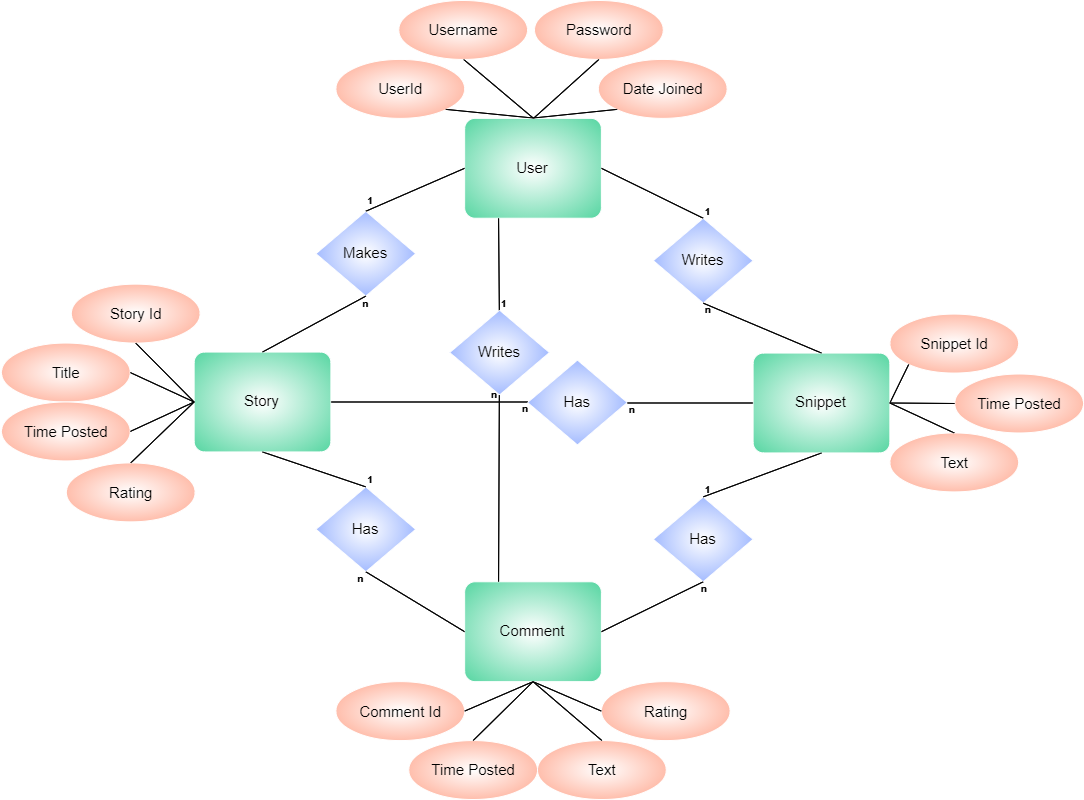 Username
Password
UserId
Date Joined
User
1
1
Makes
Writes
n
1
n
Story Id
Snippet Id
Title
Writes
Time Posted
n
n
Story
Has
n
Snippet
Time Posted
Rating
Text
1
1
Has
Has
n
n
Comment
Comment Id
Rating
Time Posted
Text